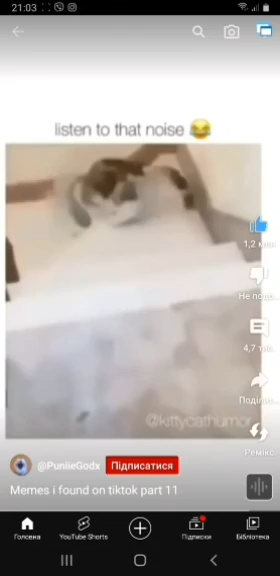 21:03
listen to that noise 😂
1,2 млн
Не подо...
4,7 тис.
Поділи...
Ремікс
@kittycathumor
@PuniieGodx
Підписатися
Memes i found on tiktok part 11
Головна
YouTube Shorts
Підписки
Бібліотека